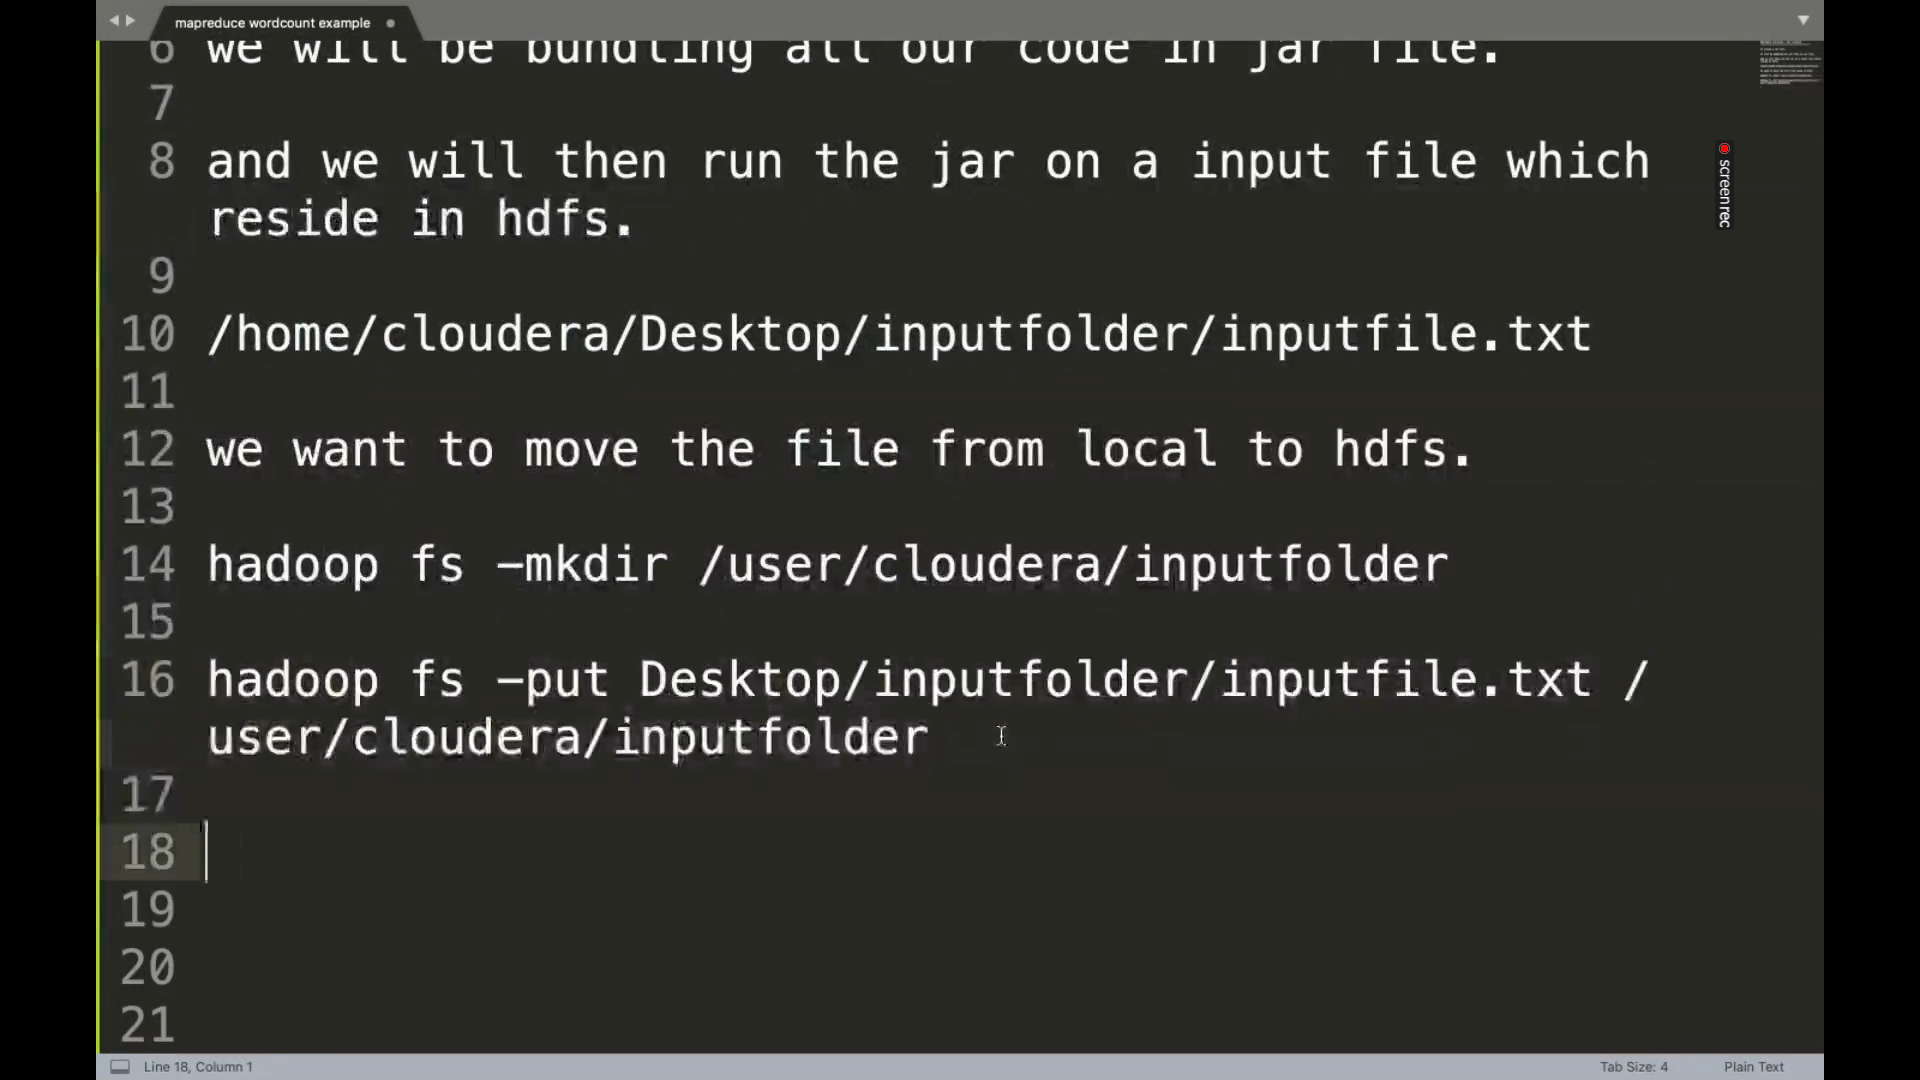 mapreduce wordcount example
6 we will be bundling all our code in jar file.
7
8 and we will then run the jar on a input file which
reside in hdfs.
9
10 /home/cloudera/Desktop/inputfolder/inputfile.txt
11
12 we want to move the file from local to hdfs.
13
14 hadoop fs -mkdir /user/cloudera/inputfolder
15
16 hadoop fs -put Desktop/inputfolder/inputfile.txt /
user/cloudera/inputfolder
17
18
19
20
21
screenrec
Line 18, Column 1
Tab Size: 4
Plain Text